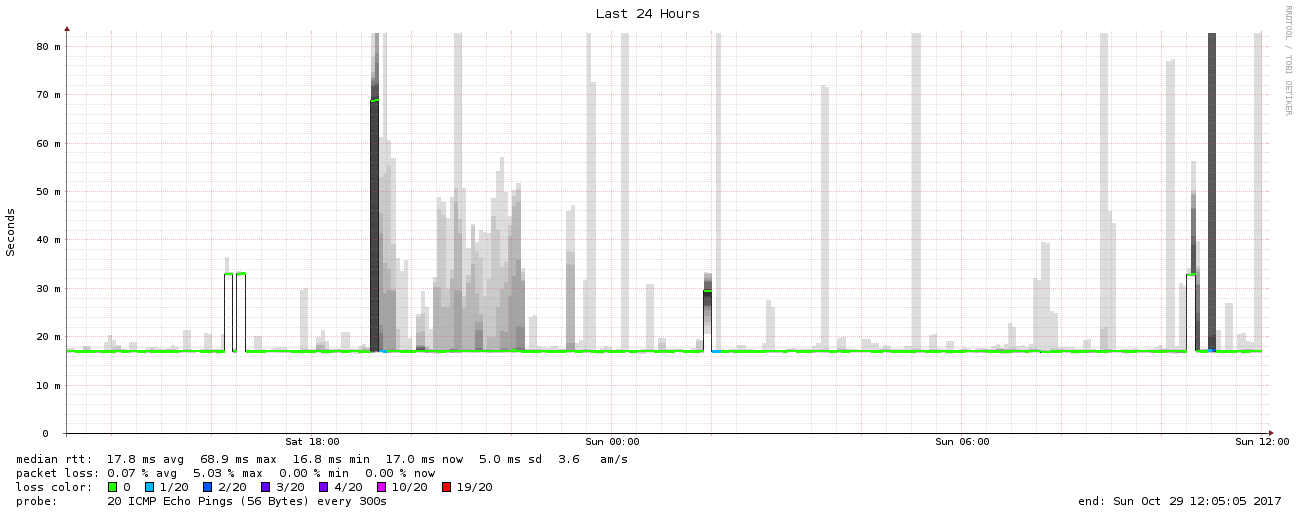 Last 24 Hours
RRDTOOL / TOBI OETIKER
Seconds
80 m
70 m
60 m
50 m
40 m
30 m
20 m
10 m
0
Sat 18:00 Sun 00:00 Sun 06:00 Sun 12:00
median rtt: 17.8 ms avg 68.9 ms max 16.8 ms min 17.0 ms now 5.0 ms sd 3.6 am/s
packet loss: 0.07 % avg 5.03 % max 0.00 % min 0.00 % now
loss color: 0 1/20 2/20 3/20 4/20 10/20 19/20
probe: 20 ICMP Echo Pings (56 Bytes) every 300s end: Sun Oct 29 12:05:05 2017